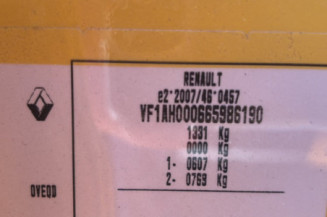 RENAULT
e2*2007/46*0457
VF1AH000665986190
1331 Kg
0000 Kg
1- 0607 Kg
2- 0769 Kg
OVE0D